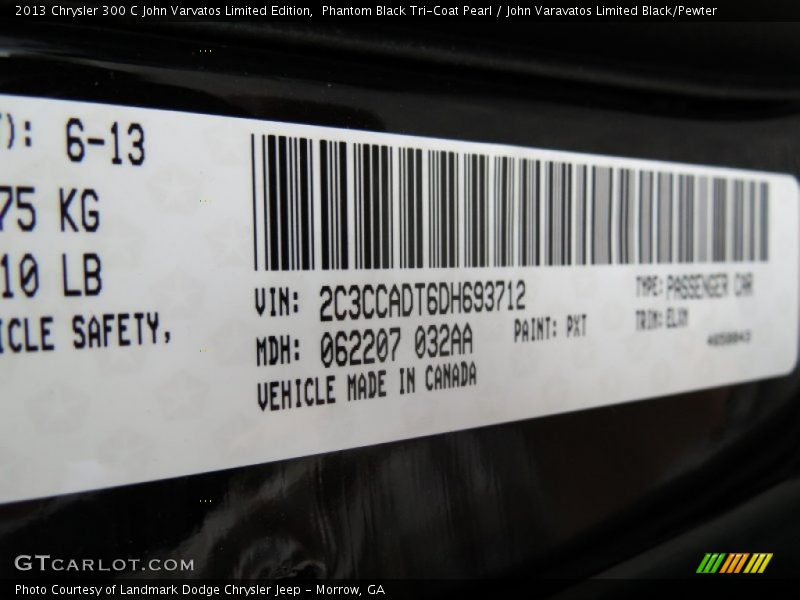 2013 Chrysler 300 C John Varvatos Limited Edition,  Phantom Black Tri-Coat Pearl / John Varavatos Limited Black/Pewter
): 6-13
75 KG
10 LB
ICLE SAFETY,
VIN: 2C3CCADT6DH693712
MDH: 062207 032AA
VEHICLE MADE IN CANADA
PAINT: PXT
TYPE: PASSENGER CAR
TRIM:
GTCARLOT.COM
Photo Courtesy of Landmark Dodge Chrysler Jeep - Morrow, GA